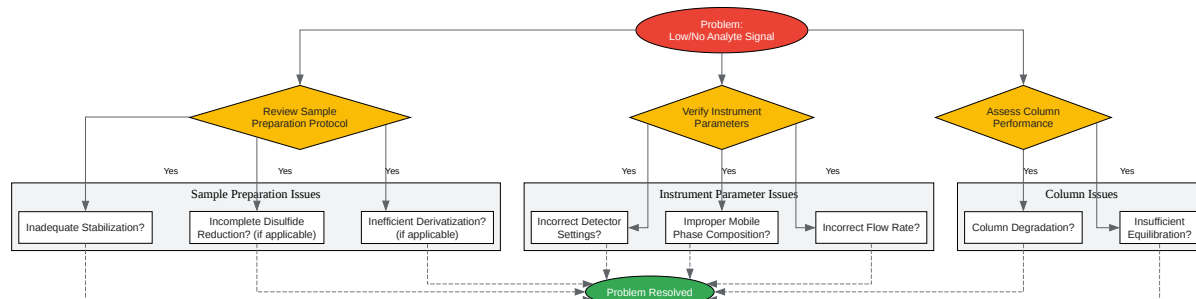 Problem:
Low/No Analyte Signal
Review Sample
Preparation Protocol
Verify Instrument
Parameters
Assess Column
Performance
Yes
Yes
Yes
Yes
Yes
Yes
Yes
Yes
Sample Preparation Issues
Instrument Parameter Issues
Column Issues
Inadequate Stabilization?
Incomplete Disulfide
Reduction? (if applicable)
Inefficient Derivatization?
(if applicable)
Incorrect Detector
Settings?
Improper Mobile
Phase Composition?
Incorrect Flow Rate?
Column Degradation?
Insufficient
Equilibration?
Problem Resolved